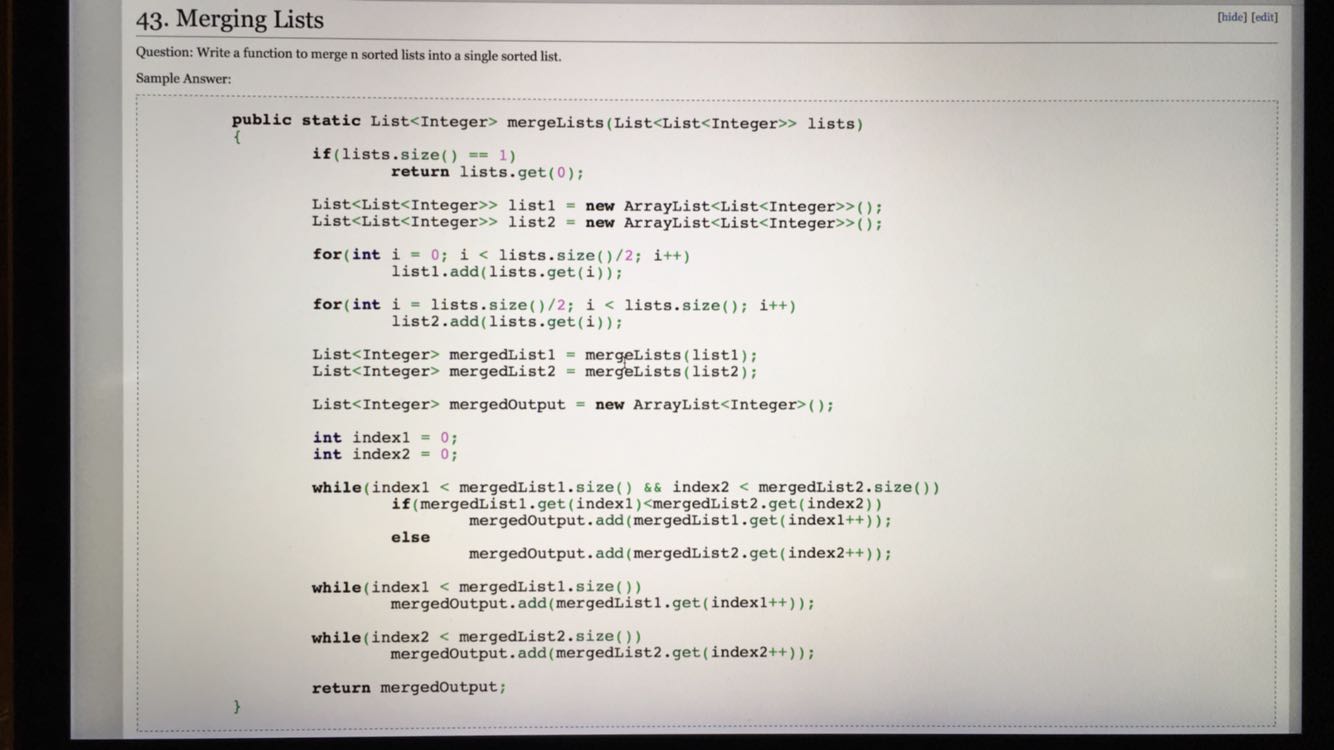 43. Merging Lists
[hide] [edit]
Question: Write a function to merge n sorted lists into a single sorted list.
Sample Answer:
public static List<Integer> mergeLists(List<List<Integer>> lists)
{
if(lists.size() == 1)
return lists.get(0);
List<List<Integer>> list1 = new ArrayList<List<Integer>>();
List<List<Integer>> list2 = new ArrayList<List<Integer>>();
for(int i = 0; i < lists.size()/2; i++)
list1.add(lists.get(i));
for(int i = lists.size()/2; i < lists.size(); i++)
list2.add(lists.get(i));
List<Integer> mergedList1 = mergeLists(list1);
List<Integer> mergedList2 = mergeLists(list2);
List<Integer> mergedOutput = new ArrayList<Integer>();
int index1 = 0;
int index2 = 0;
while(index1 < mergedList1.size() && index2 < mergedList2.size())
if(mergedList1.get(index1)<mergedList2.get(index2))
mergedOutput.add(mergedList1.get(index1++));
else
mergedOutput.add(mergedList2.get(index2++));
while(index1 < mergedList1.size())
mergedOutput.add(mergedList1.get(index1++));
while(index2 < mergedList2.size())
mergedOutput.add(mergedList2.get(index2++));
return mergedOutput;
}